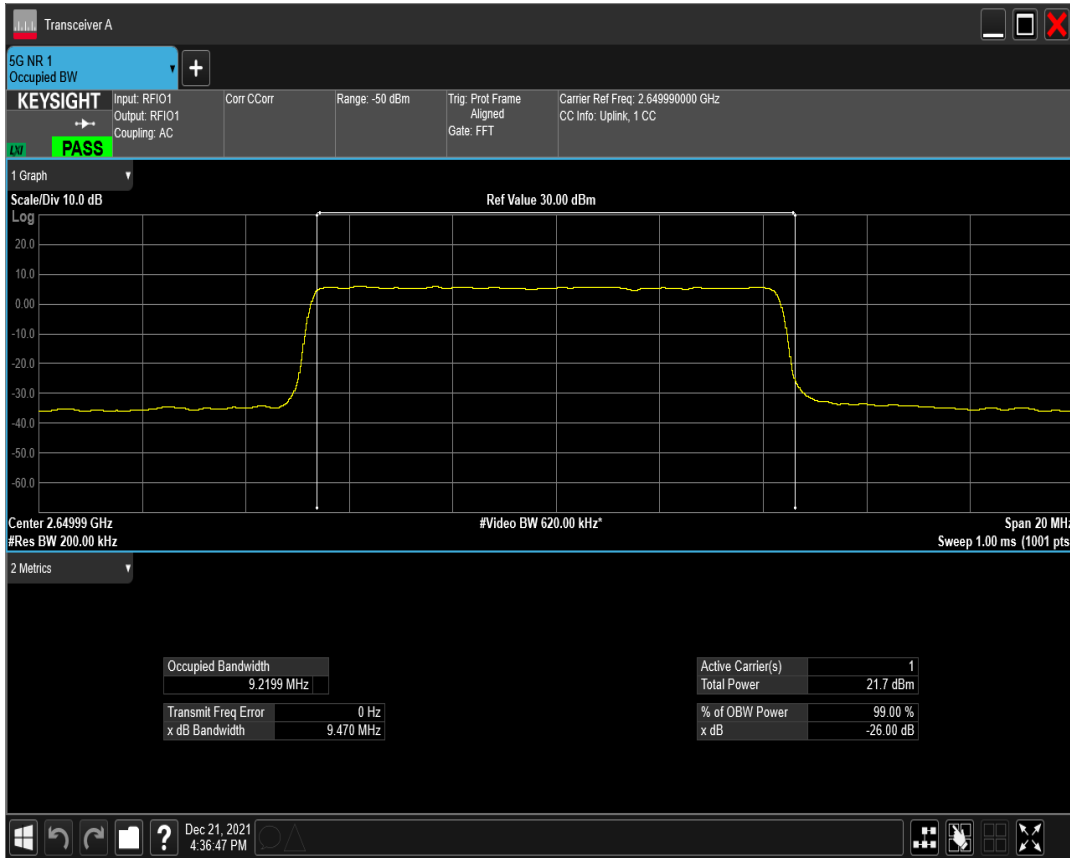 Transceiver A
5G NR 1
Occupied BW
KEYSIGHT
Input: RFIO1
Output: RFIO1
Coupling: AC
Corr CCorr
Range: -50 dBm
Trig: Prot Frame
Aligned
Gate: FFT
Carrier Ref Freq: 2.649990000 GHz
CC Info: Uplink, 1 CC
LXI
PASS
1 Graph
Scale/Div 10.0 dB
Ref Value 30.00 dBm
Log
20.0
10.0
0.00
-10.0
-20.0
-30.0
-40.0
-50.0
-60.0
Center 2.64999 GHz
#Video BW 620.00 kHz*
Span 20 MHz
#Res BW 200.00 kHz
Sweep 1.00 ms (1001 pts
2 Metrics
Occupied Bandwidth
9.2199 MHz
Transmit Freq Error 0 Hz
x dB Bandwidth 9.470 MHz
Active Carrier(s) 1
Total Power 21.7 dBm
% of OBW Power 99.00 %
x dB -26.00 dB
?
Dec 21, 2021
4:36:47 PM